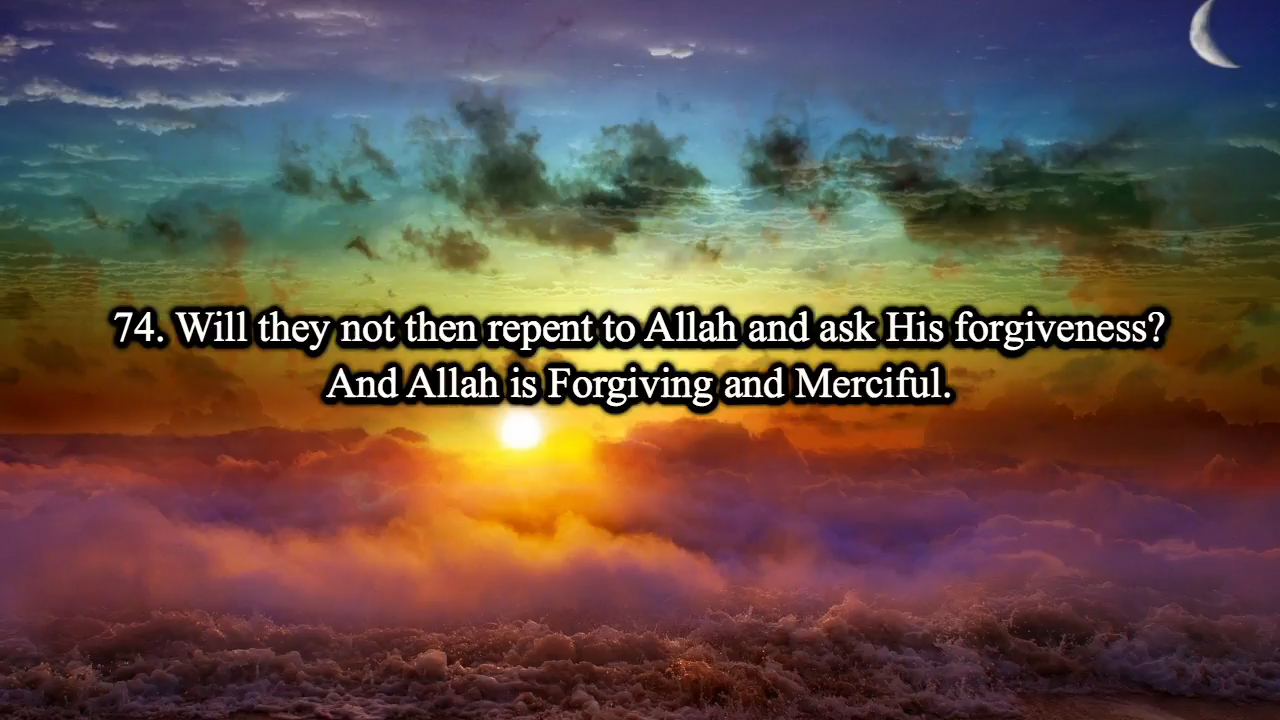 74. Will they not then repent to Allah and ask His forgiveness?
And Allah is Forgiving and Merciful.